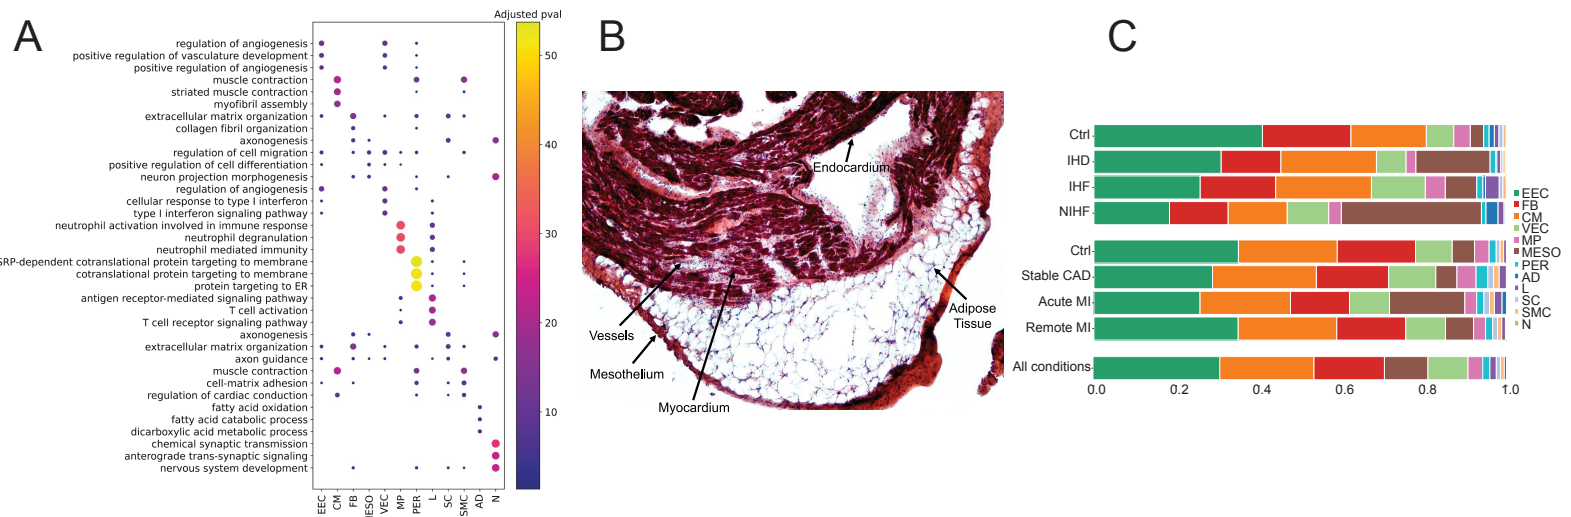 A
Adjusted pval
regulation of angiogenesis
positive regulation of vasculature development
positive regulation of angiogenesis
muscle contraction
striated muscle contraction
myofibril assembly
extracellular matrix organization
collagen fibril organization
axonogenesis
regulation of cell migration
positive regulation of cell differentiation
neuron projection morphogenesis
regulation of angiogenesis
cellular response to type I interferon
type I interferon signaling pathway
neutrophil activation involved in immune response
neutrophil degranulation
neutrophil mediated immunity
SRP-dependent cotranslational protein targeting to membrane
cotranslational protein targeting to membrane
protein targeting to ER
antigen receptor-mediated signaling pathway
T cell activation
T cell receptor signaling pathway
axonogenesis
extracellular matrix organization
axon guidance
muscle contraction
cell-matrix adhesion
regulation of cardiac conduction
fatty acid oxidation
fatty acid catabolic process
dicarboxylic acid metabolic process
chemical synaptic transmission
anterograde trans-synaptic signaling
nervous system development
EEC
CM
FB
IESO
VEC
MP
PER
L
SC
SMC
AD
N
50
40
30
20
10
B
Endocardium
Adipose
Tissue
Vessels
Mesothelium
Myocardium
C
Ctrl
IHD
IHF
NIHF
Ctrl
Stable CAD
Acute MI
Remote MI
All conditions
0.0 0.2 0.4 0.6 0.8 1.0
EEC
FB
CM
VEC
MP
MESO
PER
AD
L
SC
SMC
N